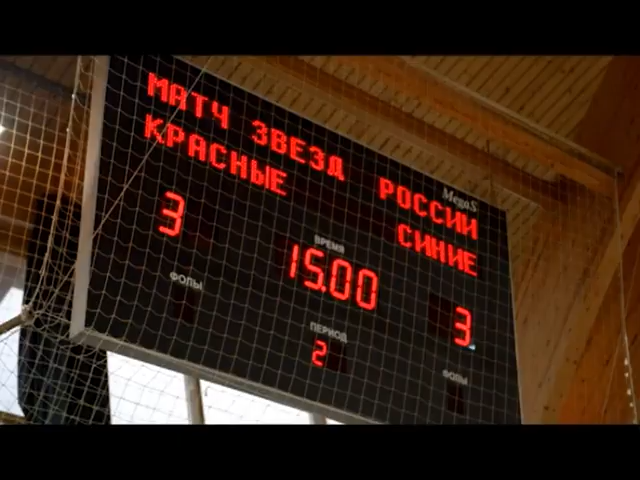 МАТЧ ЗВЕЗД РОССИИ
MegaS
КРАСНЫЕ СИНИЕ
ВРЕМЯ
3 15.00 3
ФОЛЫ ПЕРИОД ФОЛЫ
2